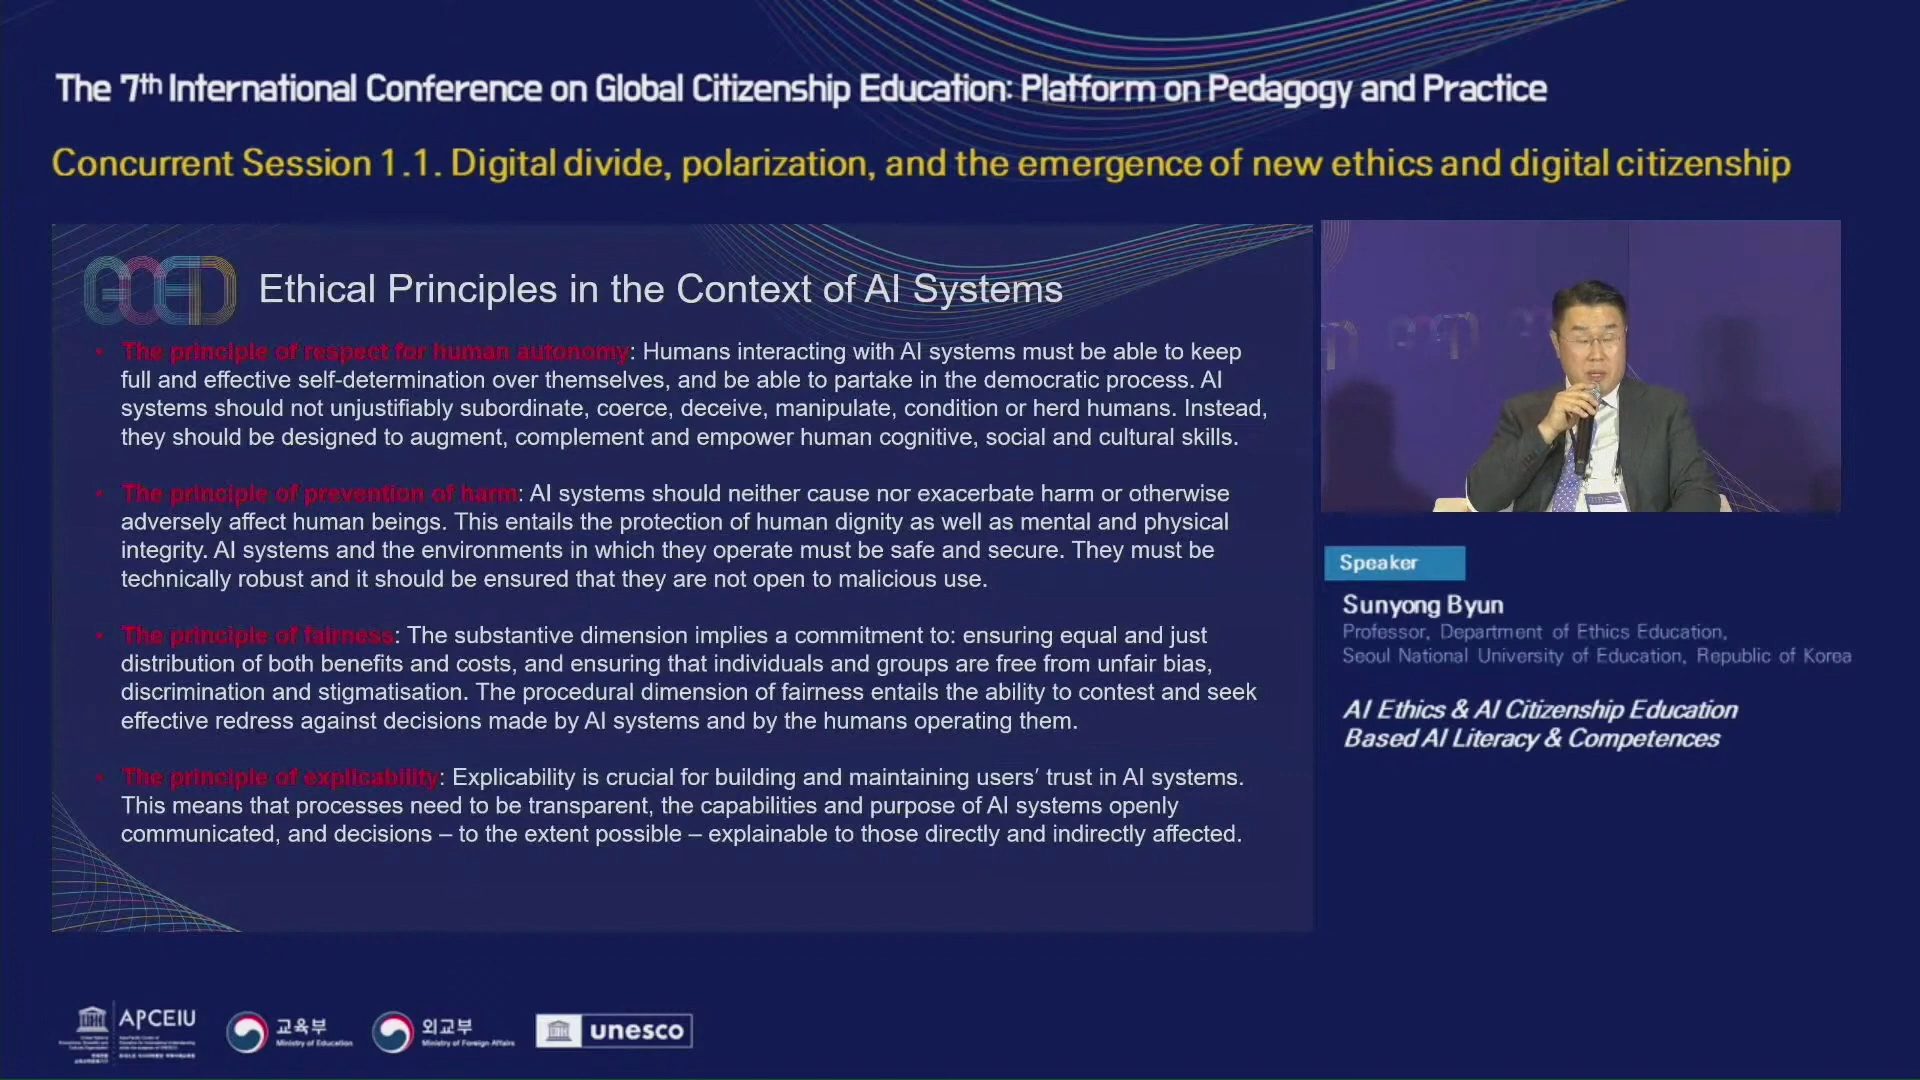 The 7th International Conference on Global Citizenship Education: Platform on Pedagogy and Practice
Concurrent Session 1.1. Digital divide, polarization, and the emergence of new ethics and digital citizenship
GCED
Ethical Principles in the Context of AI Systems
• The principle of respect for human autonomy: Humans interacting with AI systems must be able to keep
full and effective self-determination over themselves, and be able to partake in the democratic process. AI
systems should not unjustifiably subordinate, coerce, deceive, manipulate, condition or herd humans. Instead,
they should be designed to augment, complement and empower human cognitive, social and cultural skills.
• The principle of prevention of harm: AI systems should neither cause nor exacerbate harm or otherwise
adversely affect human beings. This entails the protection of human dignity as well as mental and physical
integrity. AI systems and the environments in which they operate must be safe and secure. They must be
technically robust and it should be ensured that they are not open to malicious use.
• The principle of fairness: The substantive dimension implies a commitment to: ensuring equal and just
distribution of both benefits and costs, and ensuring that individuals and groups are free from unfair bias,
discrimination and stigmatisation. The procedural dimension of fairness entails the ability to contest and seek
effective redress against decisions made by AI systems and by the humans operating them.
• The principle of explicability: Explicability is crucial for building and maintaining users' trust in AI systems.
This means that processes need to be transparent, the capabilities and purpose of AI systems openly
communicated, and decisions – to the extent possible – explainable to those directly and indirectly affected.
Speaker
Sunyong Byun
Professor, Department of Ethics Education,
Seoul National University of Education, Republic of Korea
AI Ethics & AI Citizenship Education
Based AI Literacy & Competences
APCEIU
교육부
Ministry of Education
외교부
Ministry of Foreign Affairs
unesco